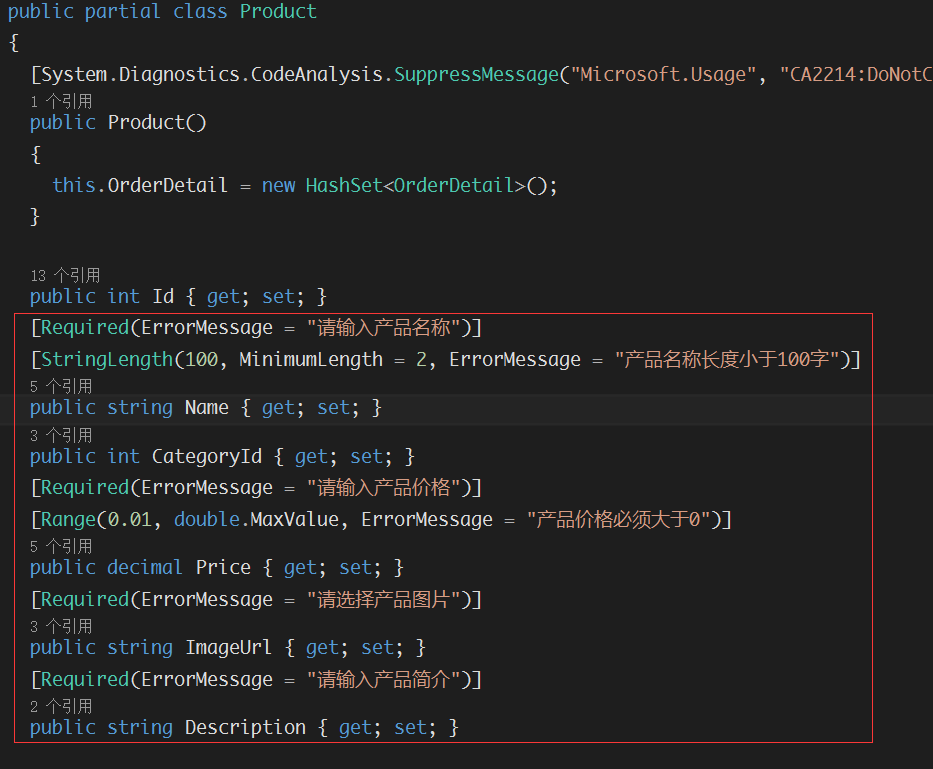 public partial class Product
{
[System.Diagnostics.CodeAnalysis.SuppressMessage("Microsoft.Usage", "CA2214:DoNotC
1 个引用
public Product()
{
this.OrderDetail = new HashSet<OrderDetail>();
}
13 个引用
public int Id { get; set; }
[Required(ErrorMessage = "请输入产品名称")]
[StringLength(100, MinimumLength = 2, ErrorMessage = "产品名称长度小于100字")]
5 个引用
public string Name { get; set; }
3 个引用
public int CategoryId { get; set; }
[Required(ErrorMessage = "请输入产品价格")]
[Range(0.01, double.MaxValue, ErrorMessage = "产品价格必须大于0")]
5 个引用
public decimal Price { get; set; }
[Required(ErrorMessage = "请选择产品图片")]
3 个引用
public string ImageUrl { get; set; }
[Required(ErrorMessage = "请输入产品简介")]
2 个引用
public string Description { get; set; }